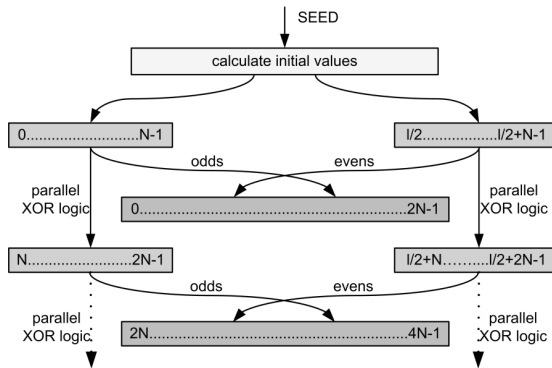 SEED
calculate initial values
0............................N-1
l/2................l/2+N-1
odds
evens
parallel
XOR logic
parallel
XOR logic
0...................................................................2N-1
N..........................2N-1
l/2+N..........l/2+2N-1
odds
evens
parallel
XOR logic
parallel
XOR logic
2N................................................................4N-1